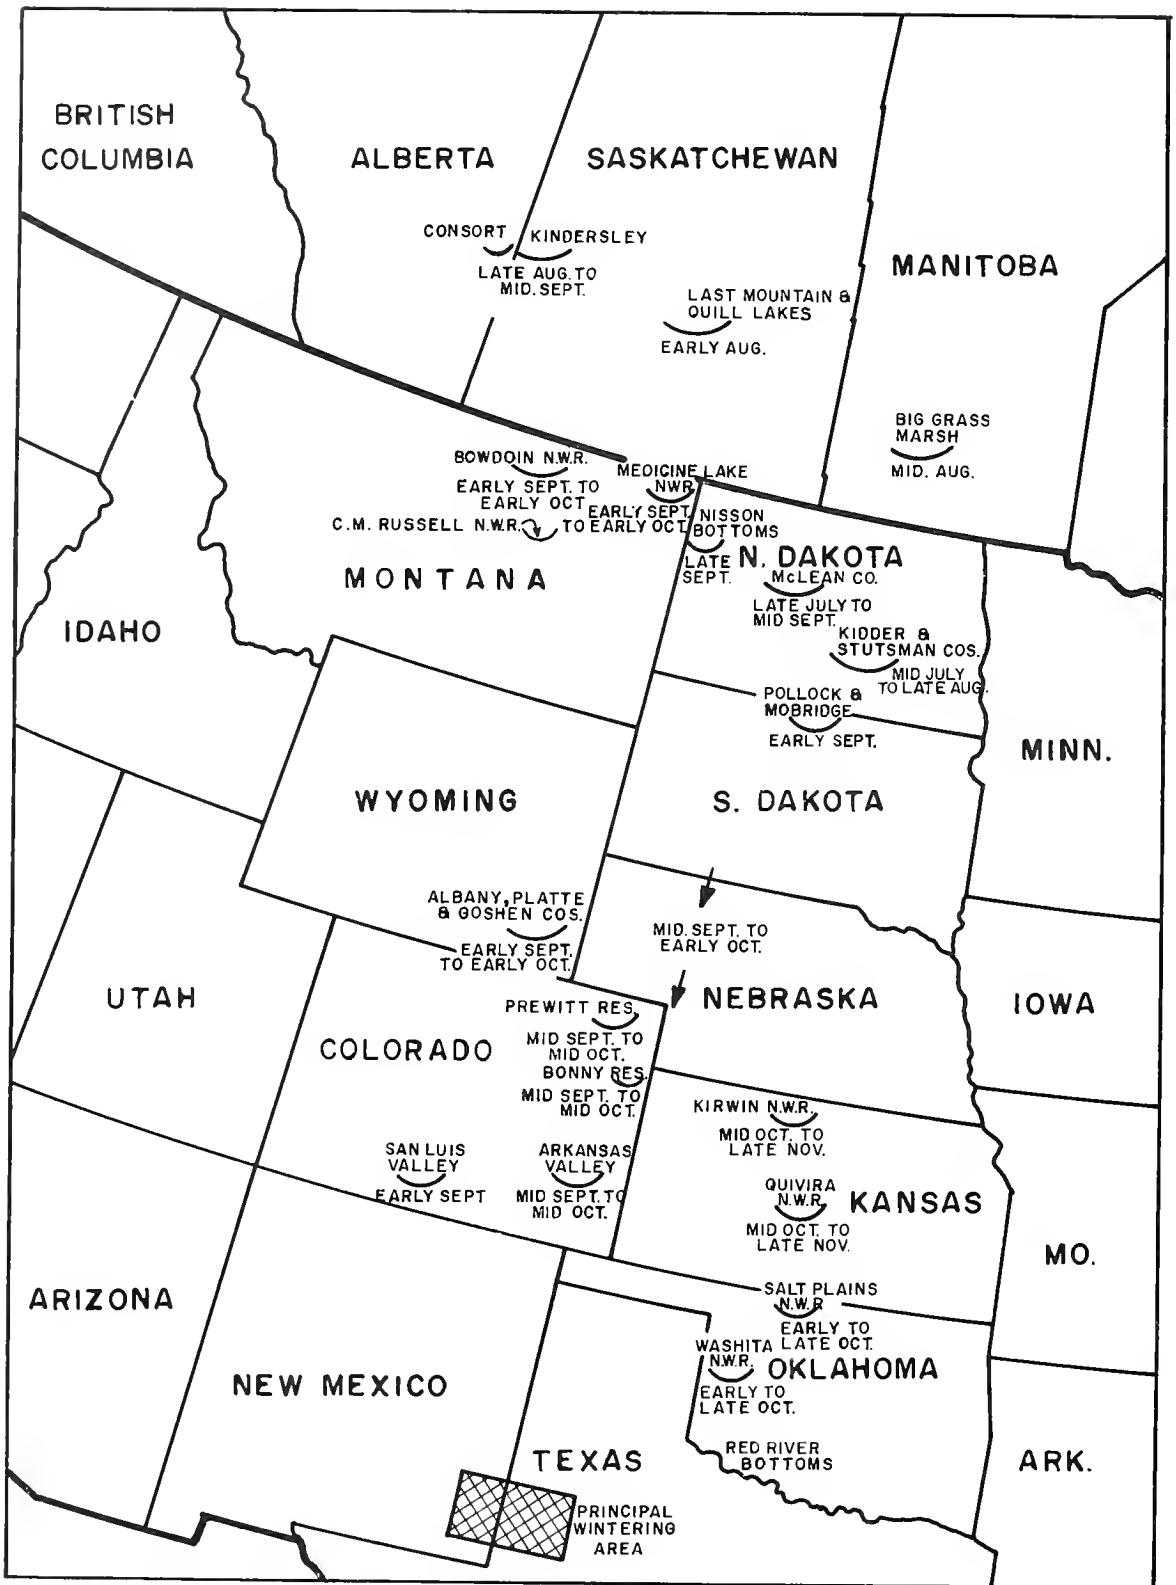 BRITISH
COLUMBIA
ALBERTA
SASKATCHEWAN
MANITOBA
CONSORT
KINDERSLEY
LATE AUG. TO
MID. SEPT.
LAST MOUNTAIN &
QUILL LAKES
EARLY AUG.
BIG GRASS
MARSH
MID. AUG.
BOWDOIN N.W.R.
EARLY SEPT. TO
EARLY OCT
MEDICINE LAKE
NWR
EARLY SEPT.
TO EARLY OCT.
C.M. RUSSELL N.W.R.
NISSON
BOTTOMS
LATE
SEPT.
N. DAKOTA
McLEAN CO.
LATE JULY TO
MID SEPT.
KIDDER &
STUTSMAN COS.
MID JULY
TO LATE AUG.
MONTANA
IDAHO
POLLOCK &
MOBRIDGE
EARLY SEPT.
MINN.
WYOMING
S. DAKOTA
ALBANY, PLATTE
& GOSHEN COS.
EARLY SEPT.
TO EARLY OCT.
MID. SEPT. TO
EARLY OCT.
UTAH
NEBRASKA
IOWA
COLORADO
PREWITT RES.
MID SEPT. TO
MID OCT.
BONNY RES.
MID SEPT. TO
MID OCT.
KIRWIN N.W.R.
MID OCT. TO
LATE NOV.
SAN LUIS
VALLEY
EARLY SEPT
ARKANSAS
VALLEY
MID SEPT. TO
MID OCT.
QUIVIRA
N.W.R.
MID OCT. TO
LATE NOV.
KANSAS
MO.
ARIZONA
SALT PLAINS
N.W.R
EARLY TO
LATE OCT.
WASHITA
N.W.R.
EARLY TO
LATE OCT.
OKLAHOMA
NEW MEXICO
RED RIVER
BOTTOMS
TEXAS
ARK.
PRINCIPAL
WINTERING
AREA